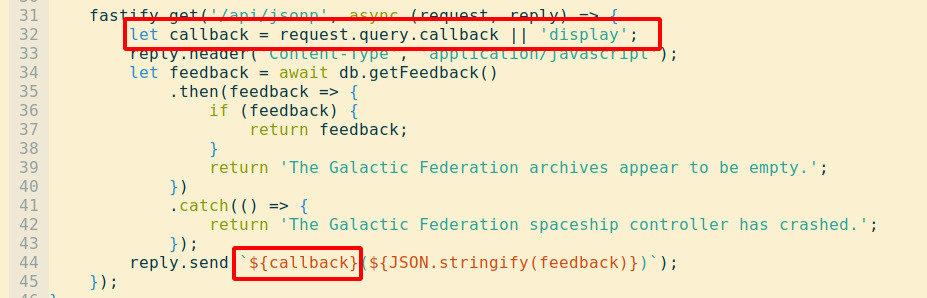 31 fastify.get('/api/jsonp', async (request, reply) => {
32 let callback = request.query.callback || 'display';
33 reply.header('Content-Type', 'application/javascript');
34 let feedback = await db.getFeedback()
35 .then(feedback => {
36 if (feedback) {
37 return feedback;
38 }
39 return 'The Galactic Federation archives appear to be empty.';
40 })
41 .catch(() => {
42 return 'The Galactic Federation spaceship controller has crashed.';
43 });
44 reply.send(`${callback}(${JSON.stringify(feedback)})`);
45 });
46 }